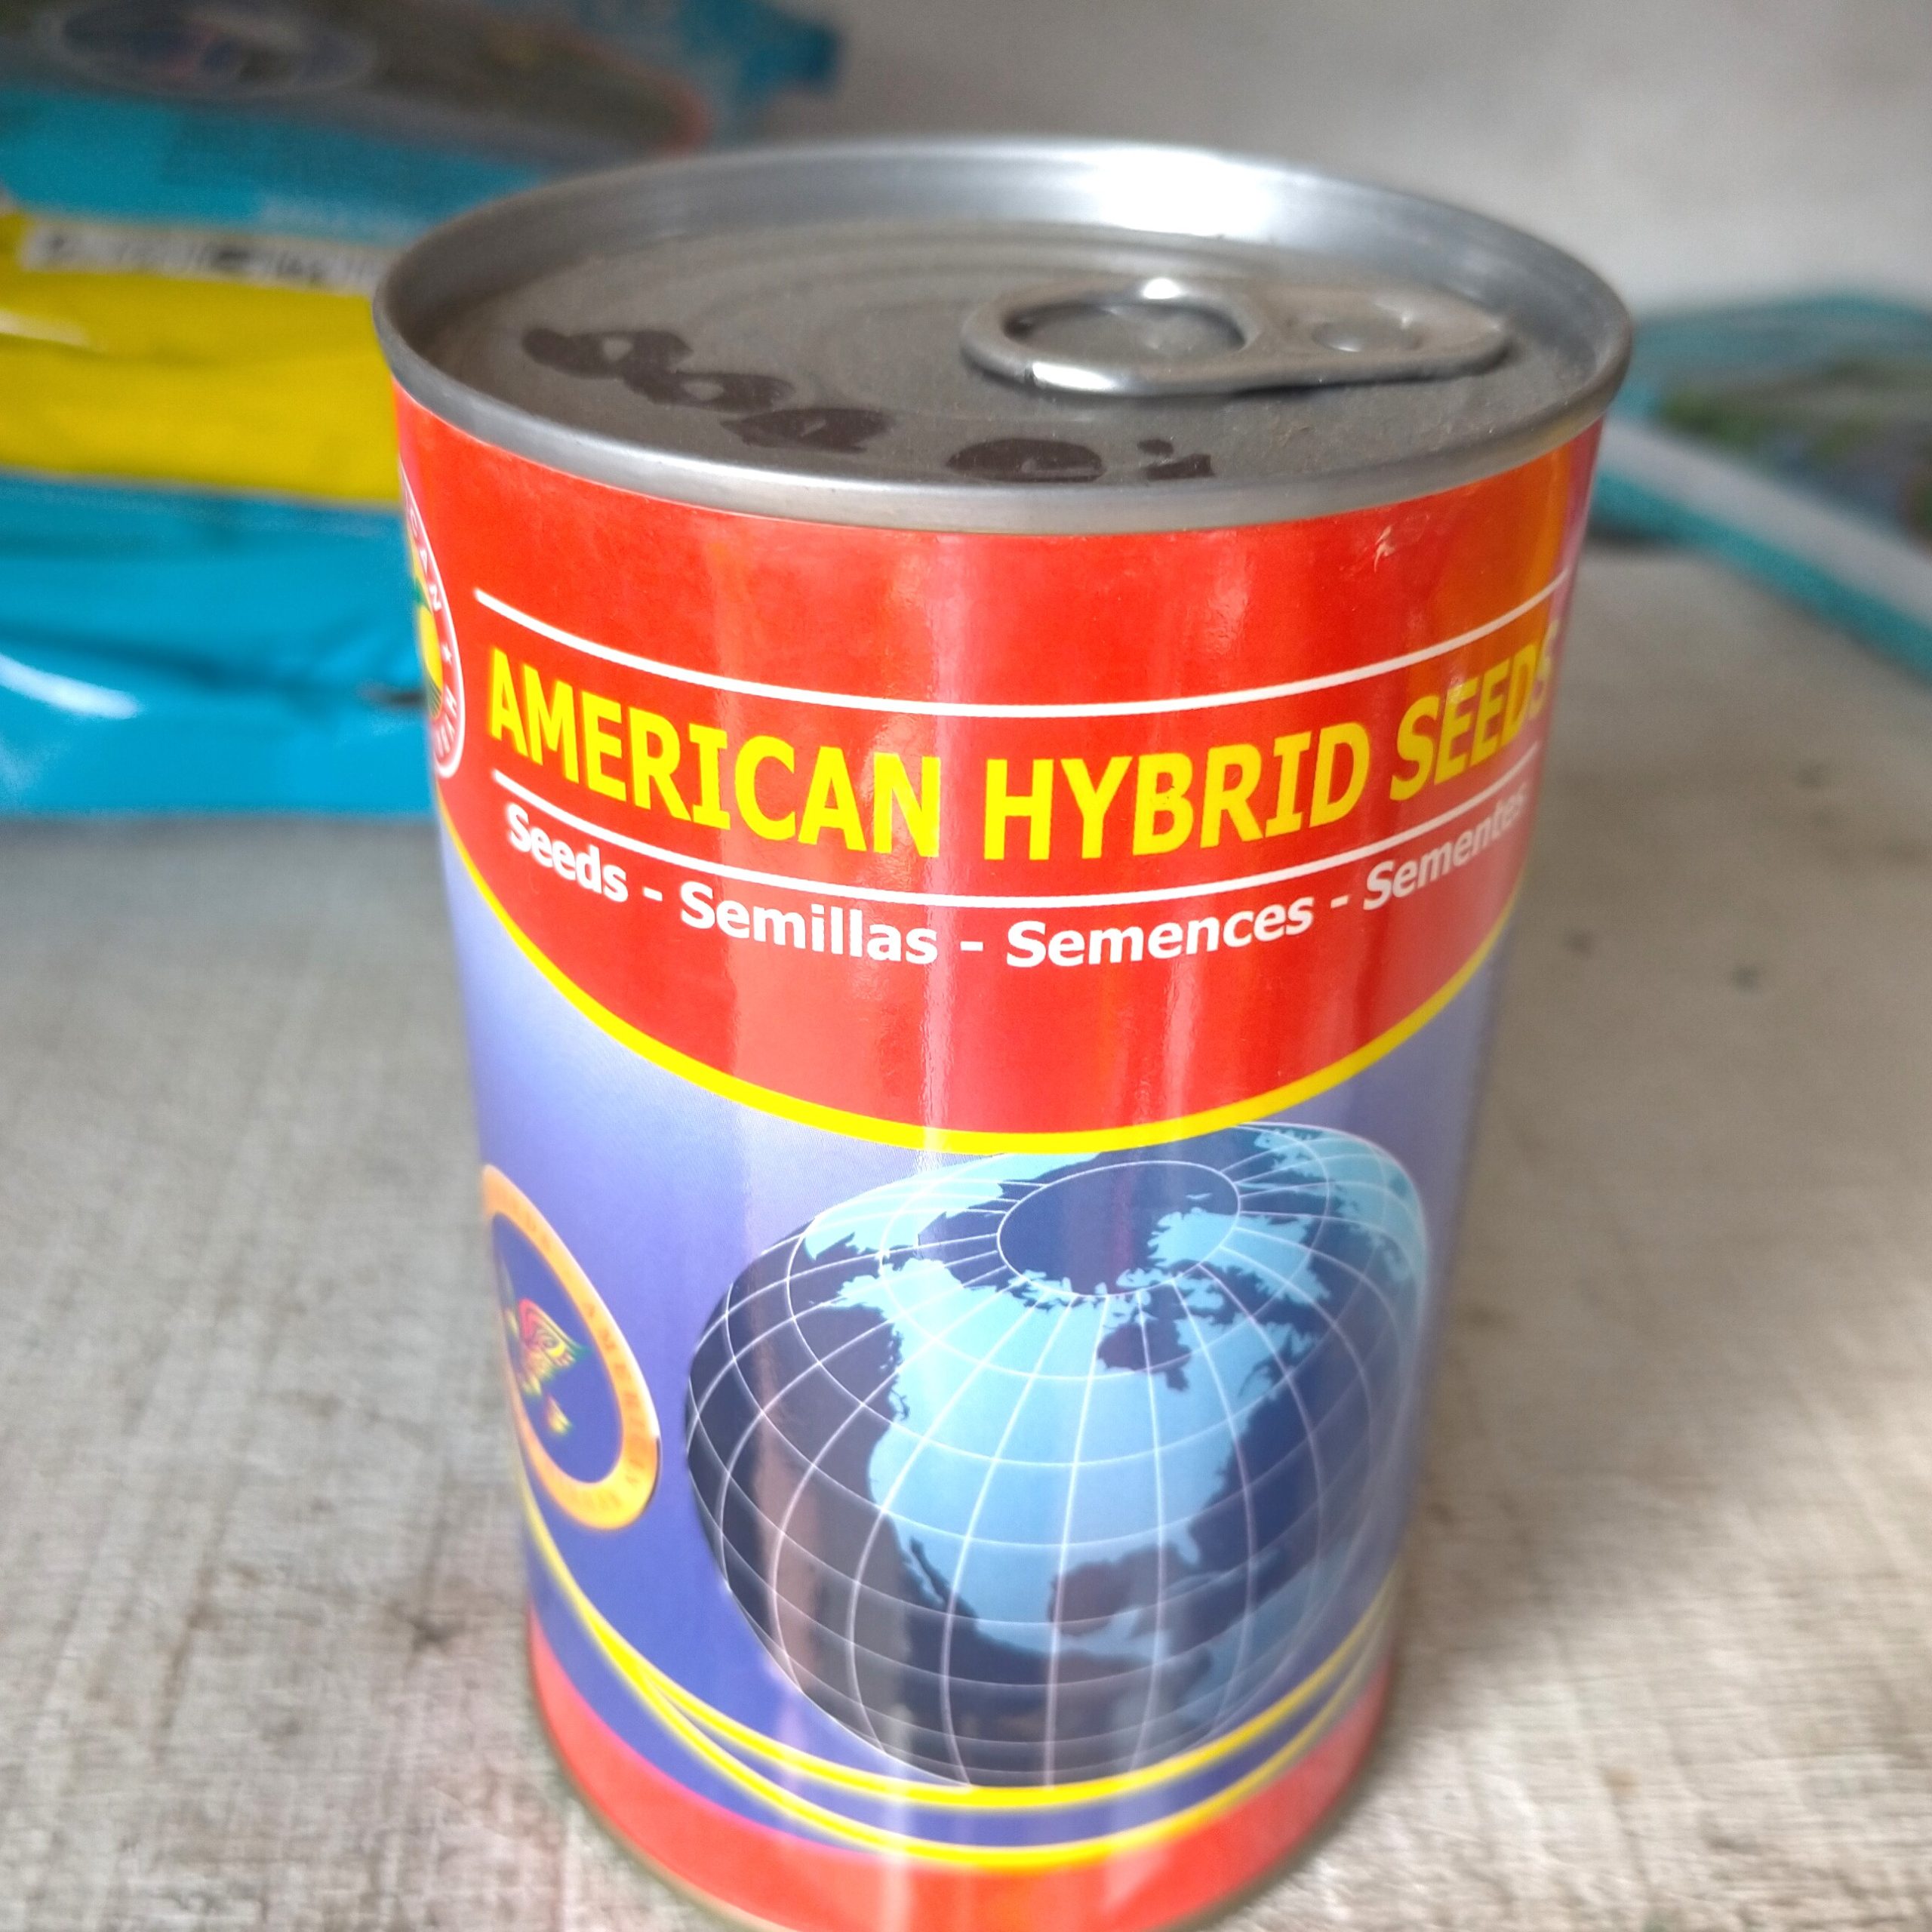 AMERICAN HYBRID SEEDS
Seeds - Semillas - Semences - Sementes